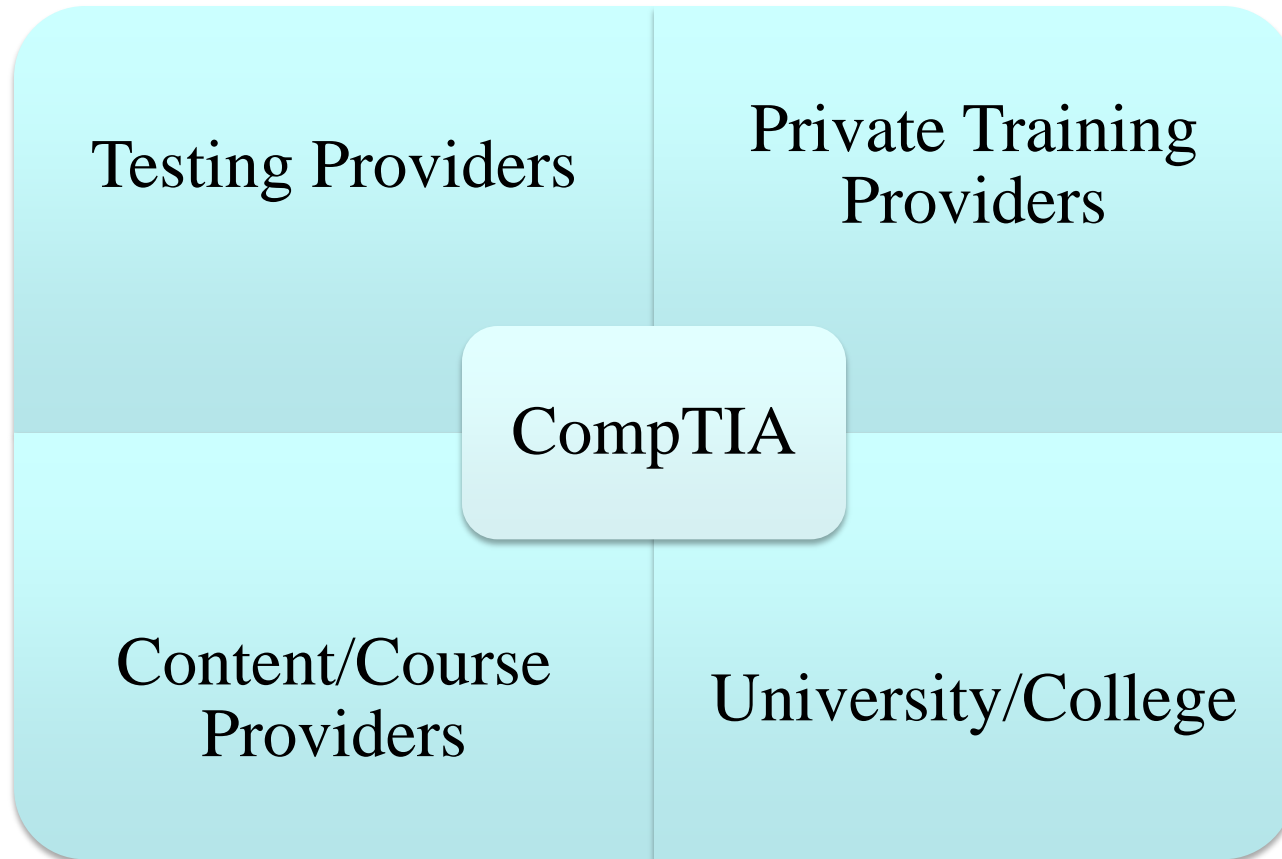 Testing Providers
Private Training
Providers
CompTIA
Content/Course
Providers
University/College